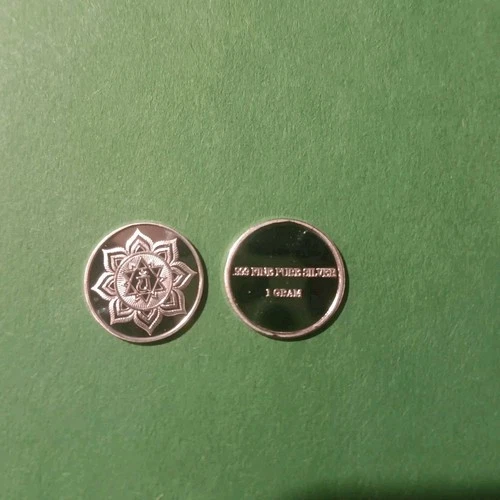 .999 FINE PURE SILVER
1 GRAM